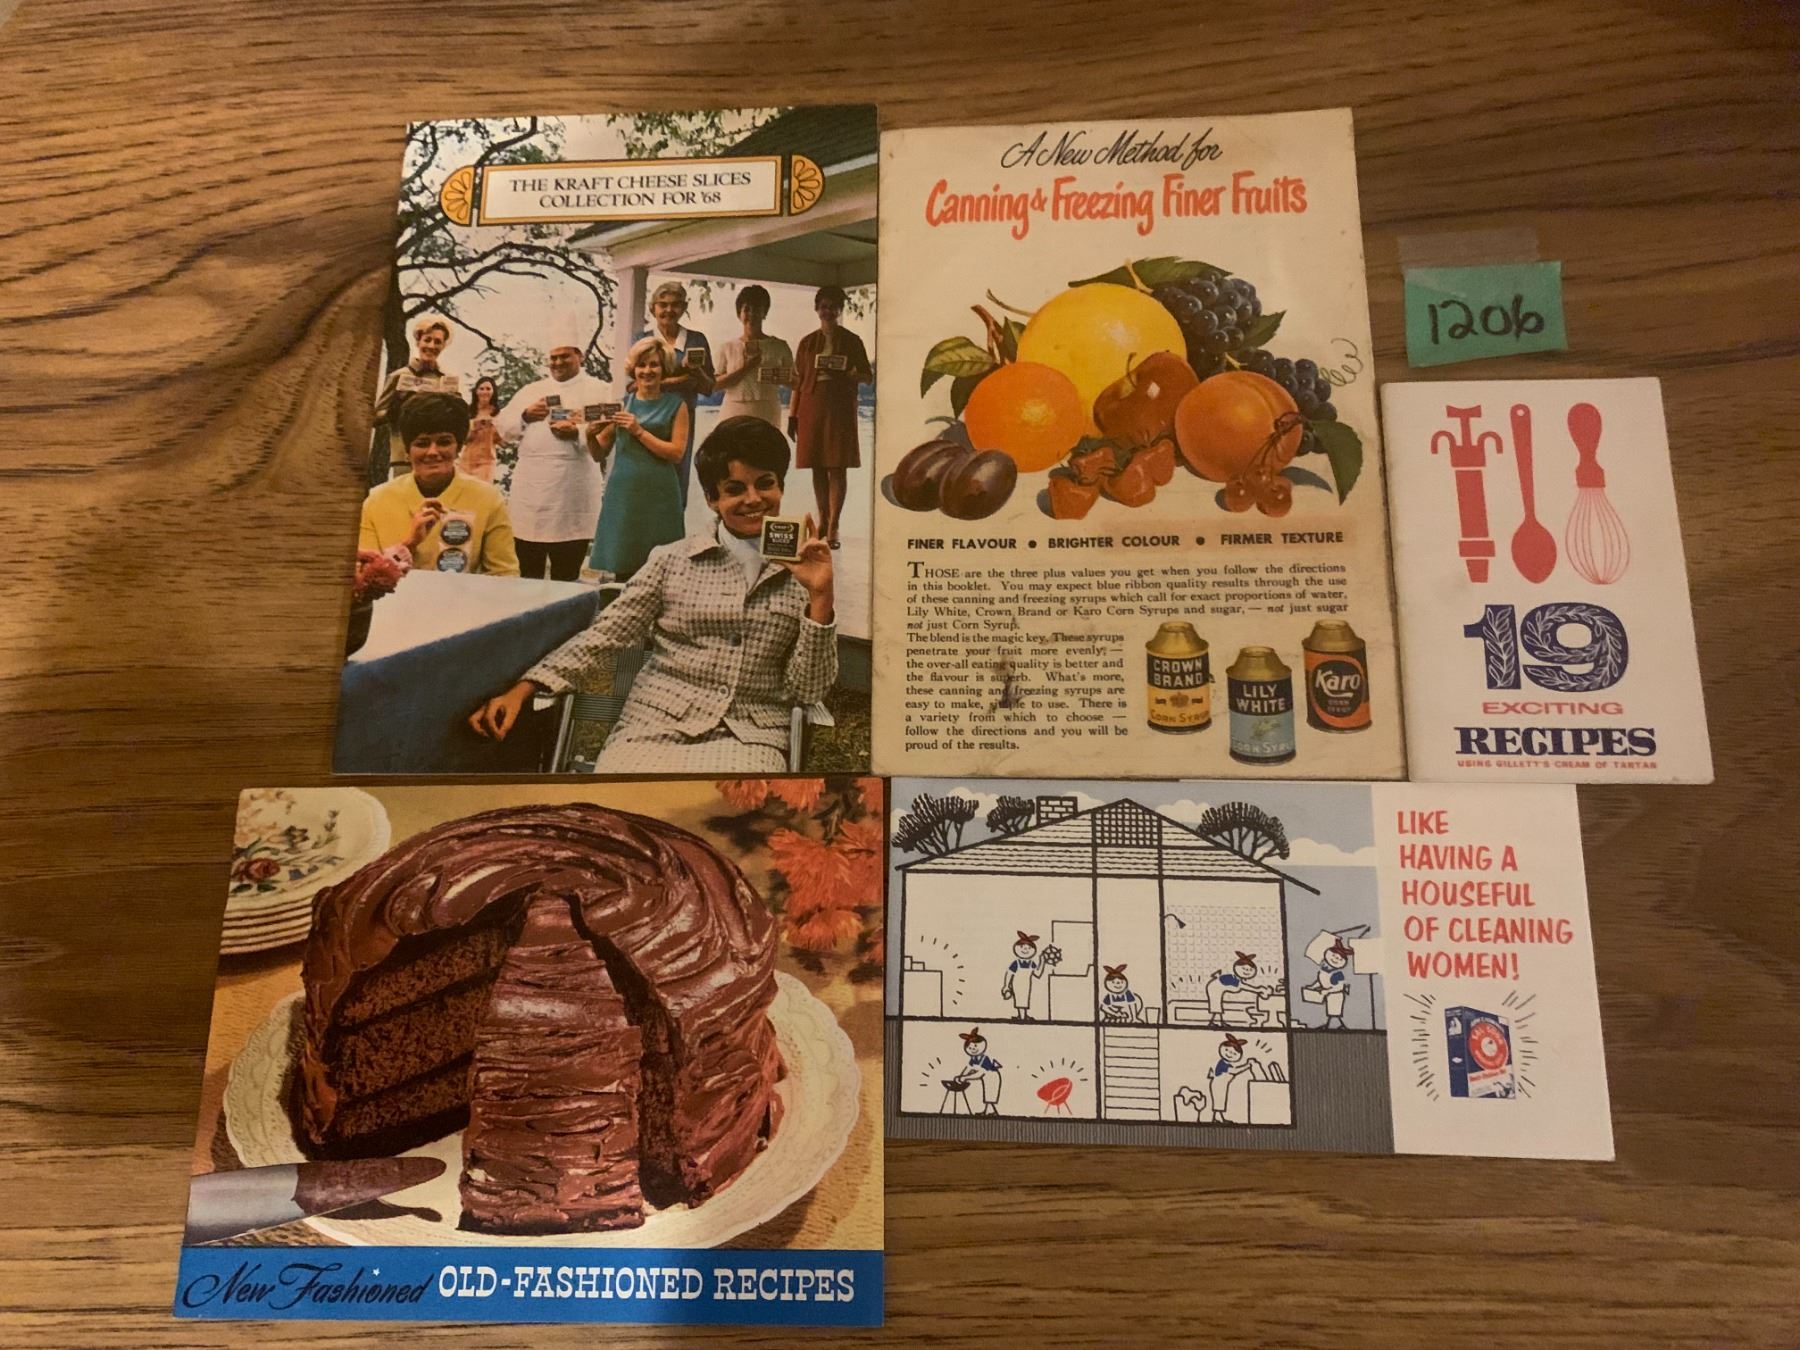 THE KRAFT CHEESE SLICES
COLLECTION FOR '68
KRAFT
SWISS
SLICES
A New Method for
Canning & Freezing Finer Fruits
FINER FLAVOUR ● BRIGHTER COLOUR ● FIRMER TEXTURE
THOSE are the three plus values you get when you follow the directions
in this booklet. You may expect blue ribbon quality results through the use
of these canning and freezing syrups which call for exact proportions of water,
Lily White, Crown Brand or Karo Corn Syrups and sugar, — not just sugar
not just Corn Syrup.
The blend is the magic key. These syrups
penetrate your fruit more evenly; —
the over-all eating quality is better and
the flavour is superb. What's more,
these canning and freezing syrups are
easy to make, simple to use. There is
a variety from which to choose —
follow the directions and you will be
proud of the results.
CROWN
BRAND
CORN SYRUP
LILY
WHITE
CORN SYRUP
Karo
CORN
SYRUP
1206
19
EXCITING
RECIPES
USING GILLETT'S CREAM OF TARTAR
New Fashioned OLD-FASHIONED RECIPES
LIKE
HAVING A
HOUSEFUL
OF CLEANING
WOMEN!